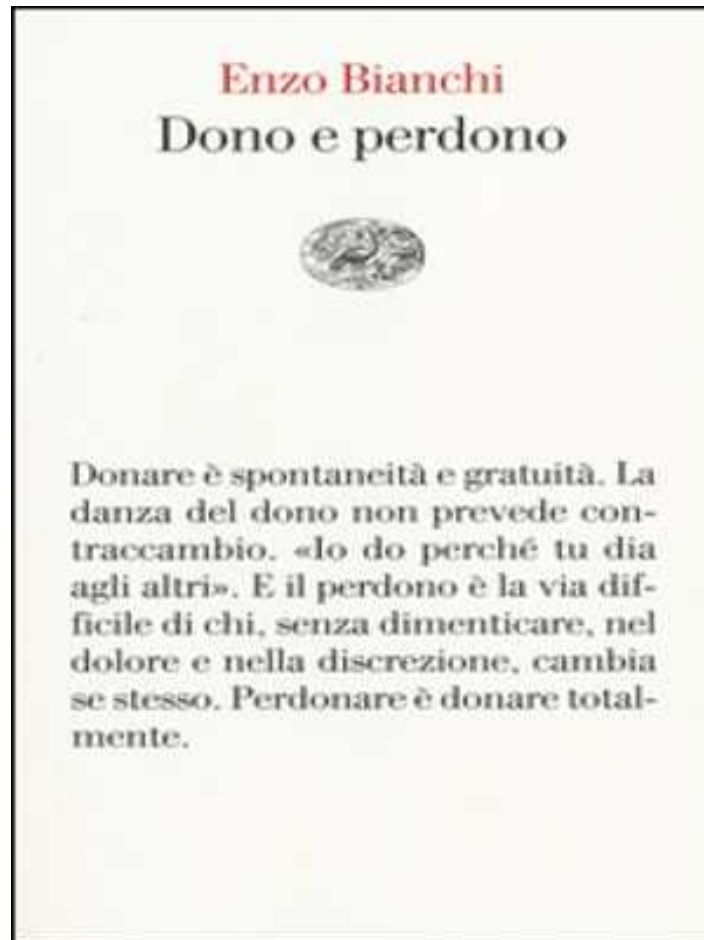 Enzo Bianchi
Dono e perdono
Donare è spontaneità e gratuità. La
danza del dono non prevede con-
traccambio. «Io do perché tu dia
agli altri». E il perdono è la via dif-
ficile di chi, senza dimenticare, nel
dolore e nella discrezione, cambia
se stesso. Perdonare è donare total-
mente.